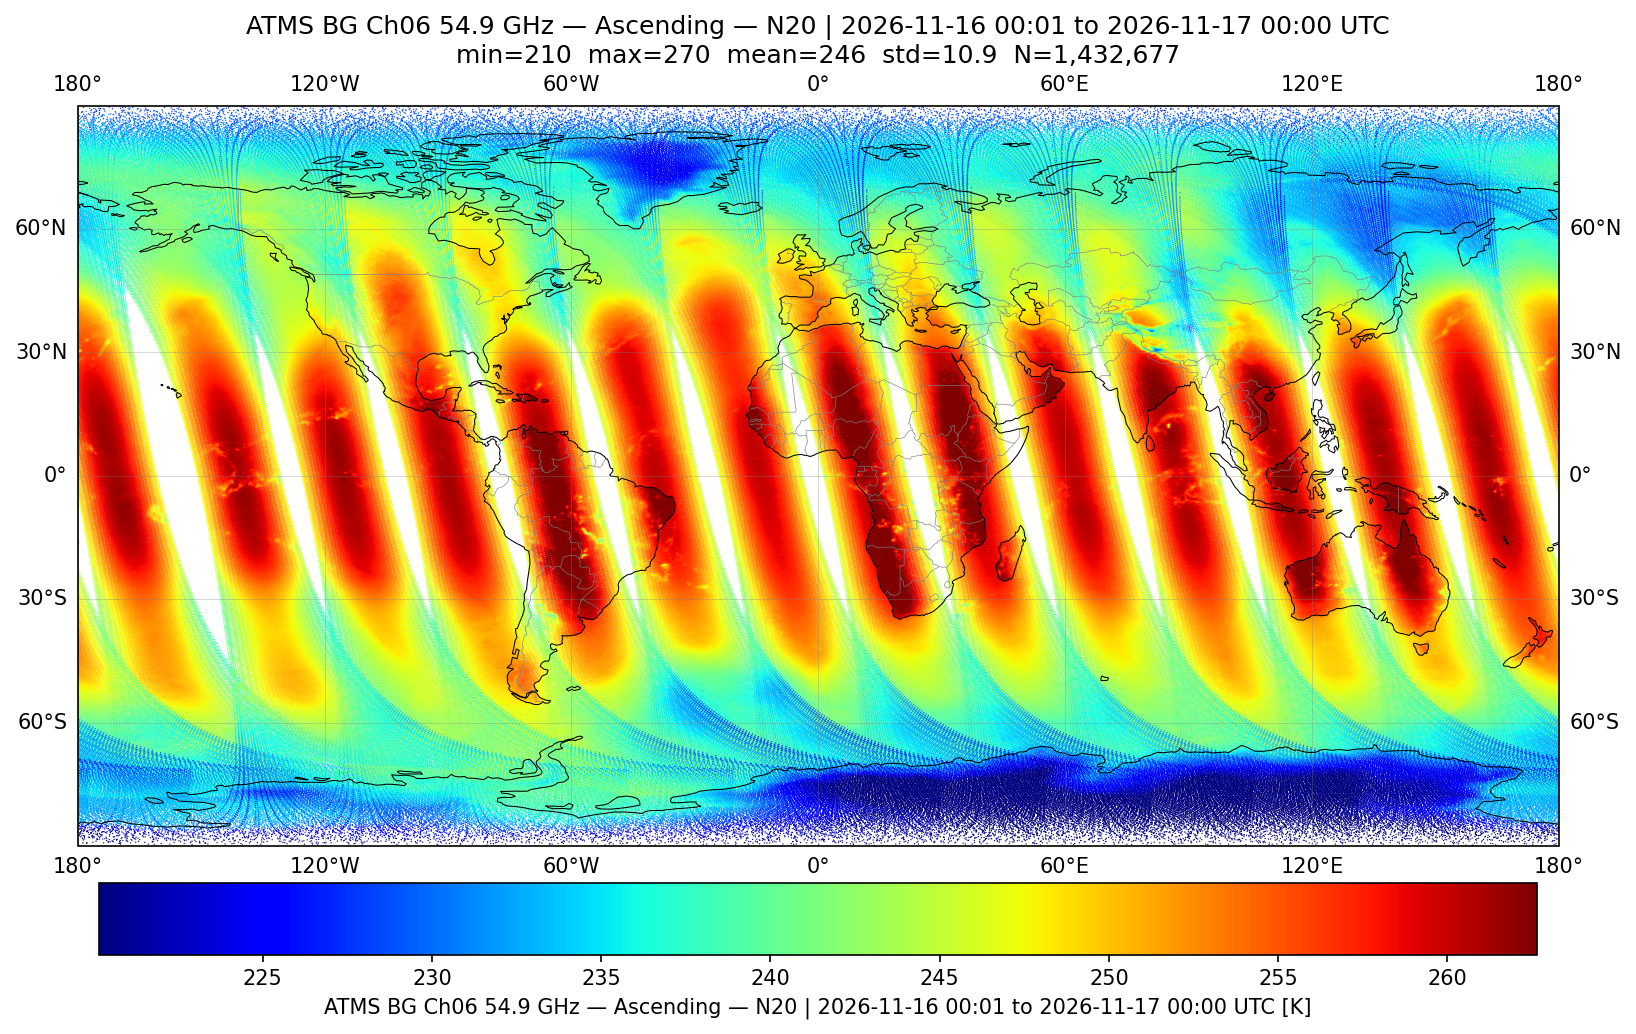 ATMS BG Ch06 54.9 GHz — Ascending — N20 | 2026-11-16 00:01 to 2026-11-17 00:00 UTC
min=210 max=270 mean=246 std=10.9 N=1,432,677
180° 120°W 60°W 0° 60°E 120°E 180°
60°N 60°N
30°N 30°N
0° 0°
30°S 30°S
60°S 60°S
180° 120°W 60°W 0° 60°E 120°E 180°
225 230 235 240 245 250 255 260
ATMS BG Ch06 54.9 GHz — Ascending — N20 | 2026-11-16 00:01 to 2026-11-17 00:00 UTC [K]